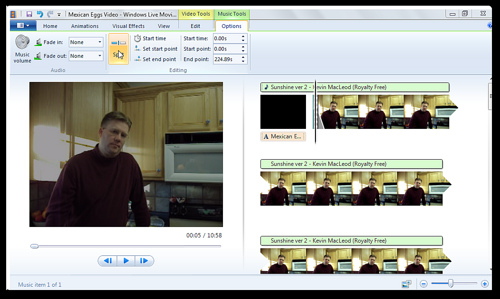 Mexican Eggs Video - Windows Live Movi...
Video Tools
Music Tools
Home
Animations
Visual Effects
View
Edit
Options
Music volume
Fade in: None
Fade out: None
Audio
Start time
Set start point
Set end point
Start time: 0.00s
Start point: 0.00s
End point: 224.89s
Editing
Sunshine ver 2 - Kevin MacLeod (Royalty Free)
A Mexican E...
Sunshine ver 2 - Kevin MacLeod (Royalty Free)
Sunshine ver 2 - Kevin MacLeod (Royalty Free)
00:05 / 10:58
Music item 1 of 1